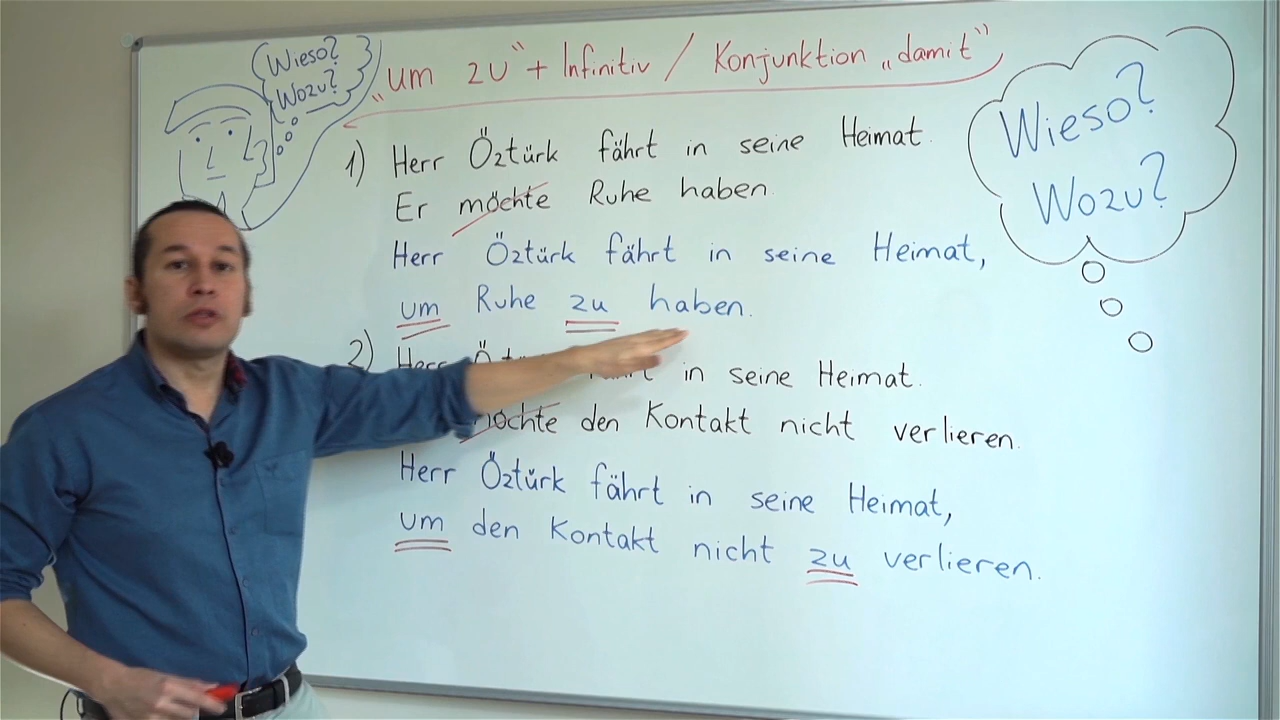 Wieso?
Wozu?
„um zu“ + Infinitiv / Konjunktion „damit“
Wieso?
Wozu?
1) Herr Öztürk fährt in seine Heimat.
Er möchte Ruhe haben.
Herr Öztürk fährt in seine Heimat,
um Ruhe zu haben.
2) Herr in seine Heimat.
möchte den Kontakt nicht verlieren.
Herr Öztürk fährt in seine Heimat,
um den Kontakt nicht zu verlieren.